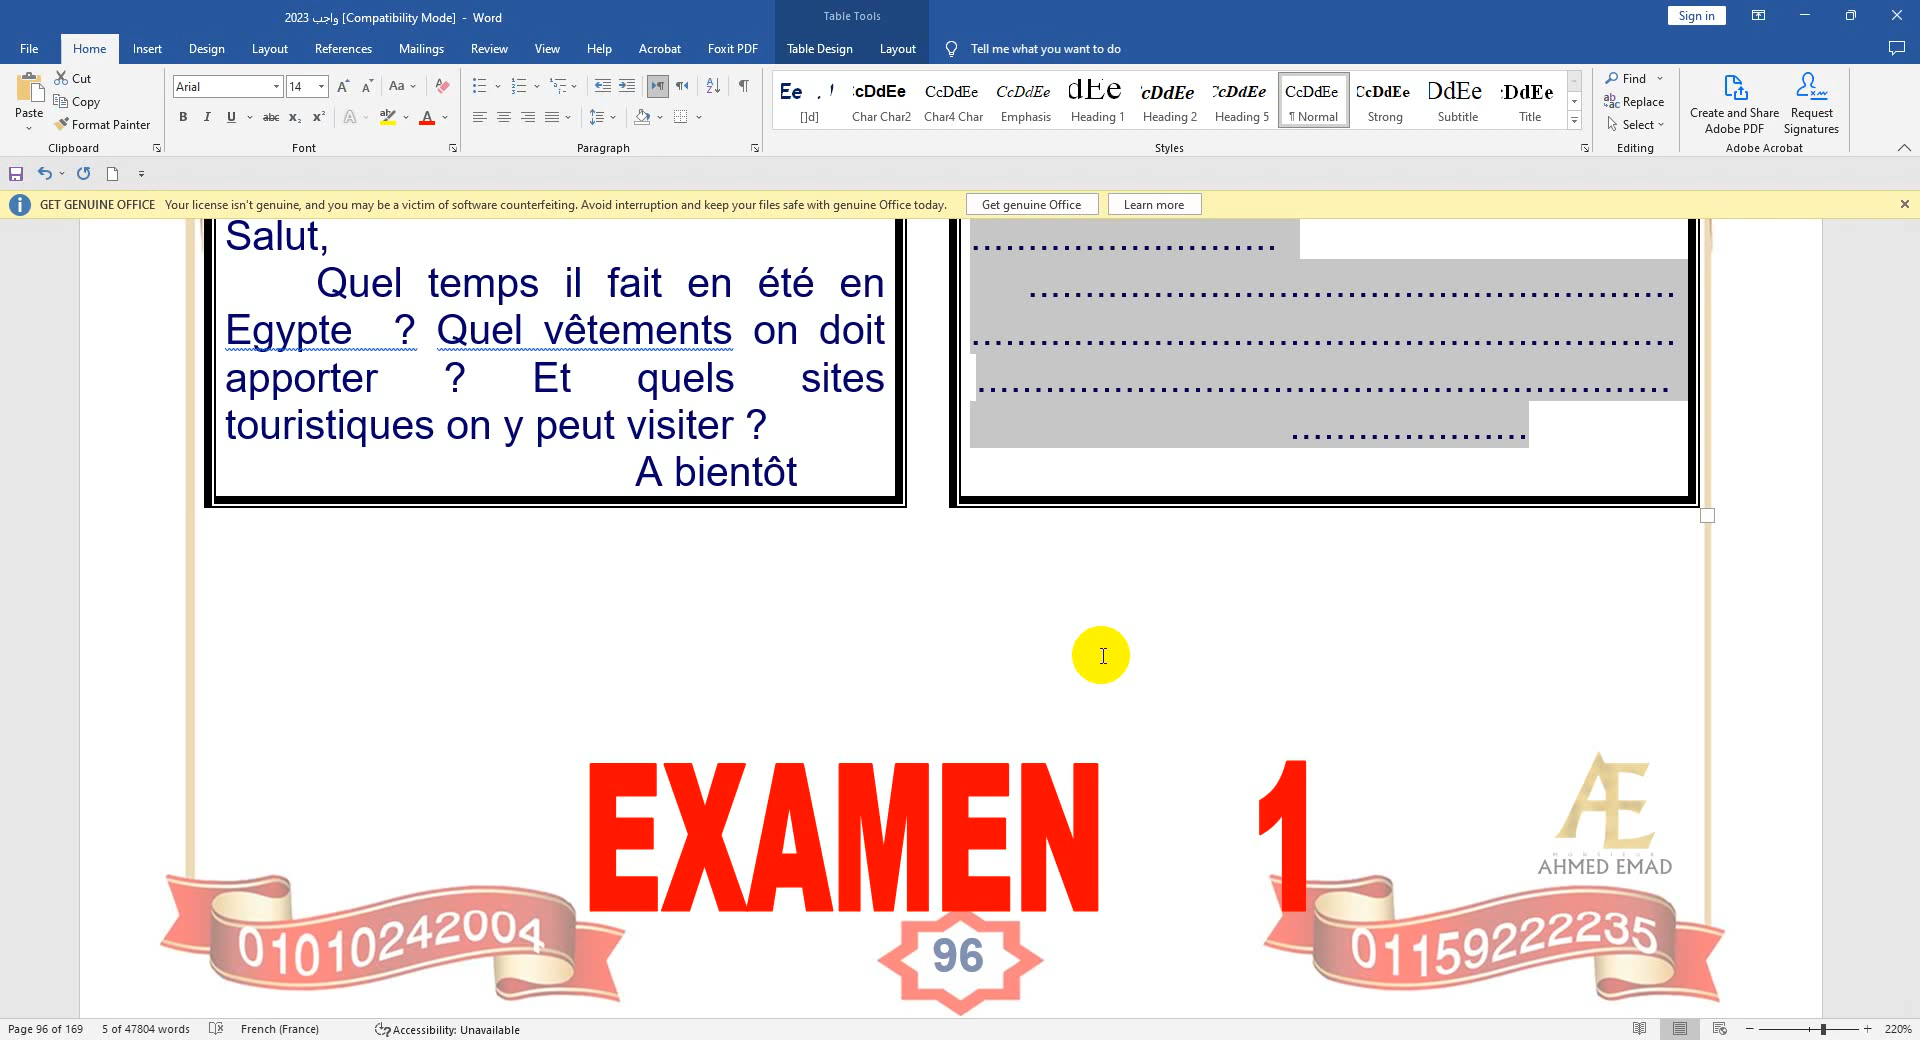 واجب 2023 [Compatibility Mode] - Word
Table Tools
Sign in
File Home Insert Design Layout References Mailings Review View Help Acrobat Foxit PDF Table Design Layout Tell me what you want to do
Paste
Cut
Copy
Format Painter
Clipboard
Arial 14
Font
Paragraph
[]d] Char Char2 Char4 Char Emphasis Heading 1 Heading 2 Heading 5 ¶ Normal Strong Subtitle Title
Styles
Find
Replace
Select
Editing
Create and Share Adobe PDF
Request Signatures
Adobe Acrobat
GET GENUINE OFFICE Your license isn't genuine, and you may be a victim of software counterfeiting. Avoid interruption and keep your files safe with genuine Office today. Get genuine Office Learn more
Salut,
Quel temps il fait en été en
Egypte ? Quel vêtements on doit
apporter ? Et quels sites
touristiques on y peut visiter ?
A bientôt
EXAMEN 1
AE
MONSIEUR
AHMED EMAD
01010242004
96
01159222235
Page 96 of 169 5 of 47804 words French (France) Accessibility: Unavailable 220%